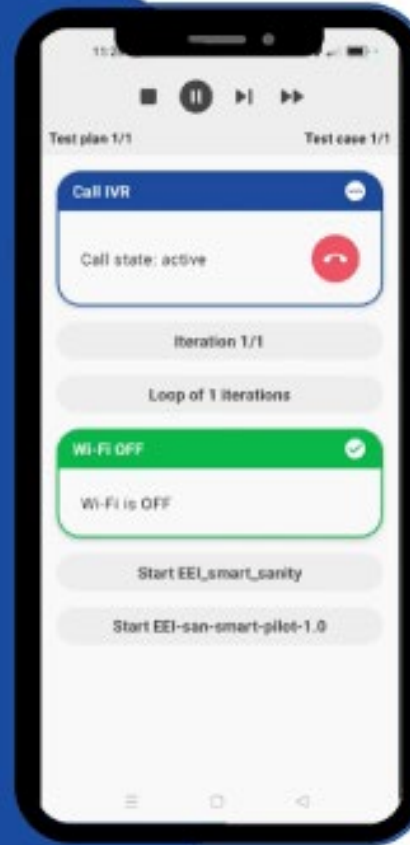 Test plan 1/1
Test case 1/1
Call IVR
Call state: active
Iteration 1/1
Loop of 1 iterations
Wi-Fi OFF
Wi-Fi is OFF
Start EEI_smart_sanity
Start EEI-san-smart-pilot-1.0